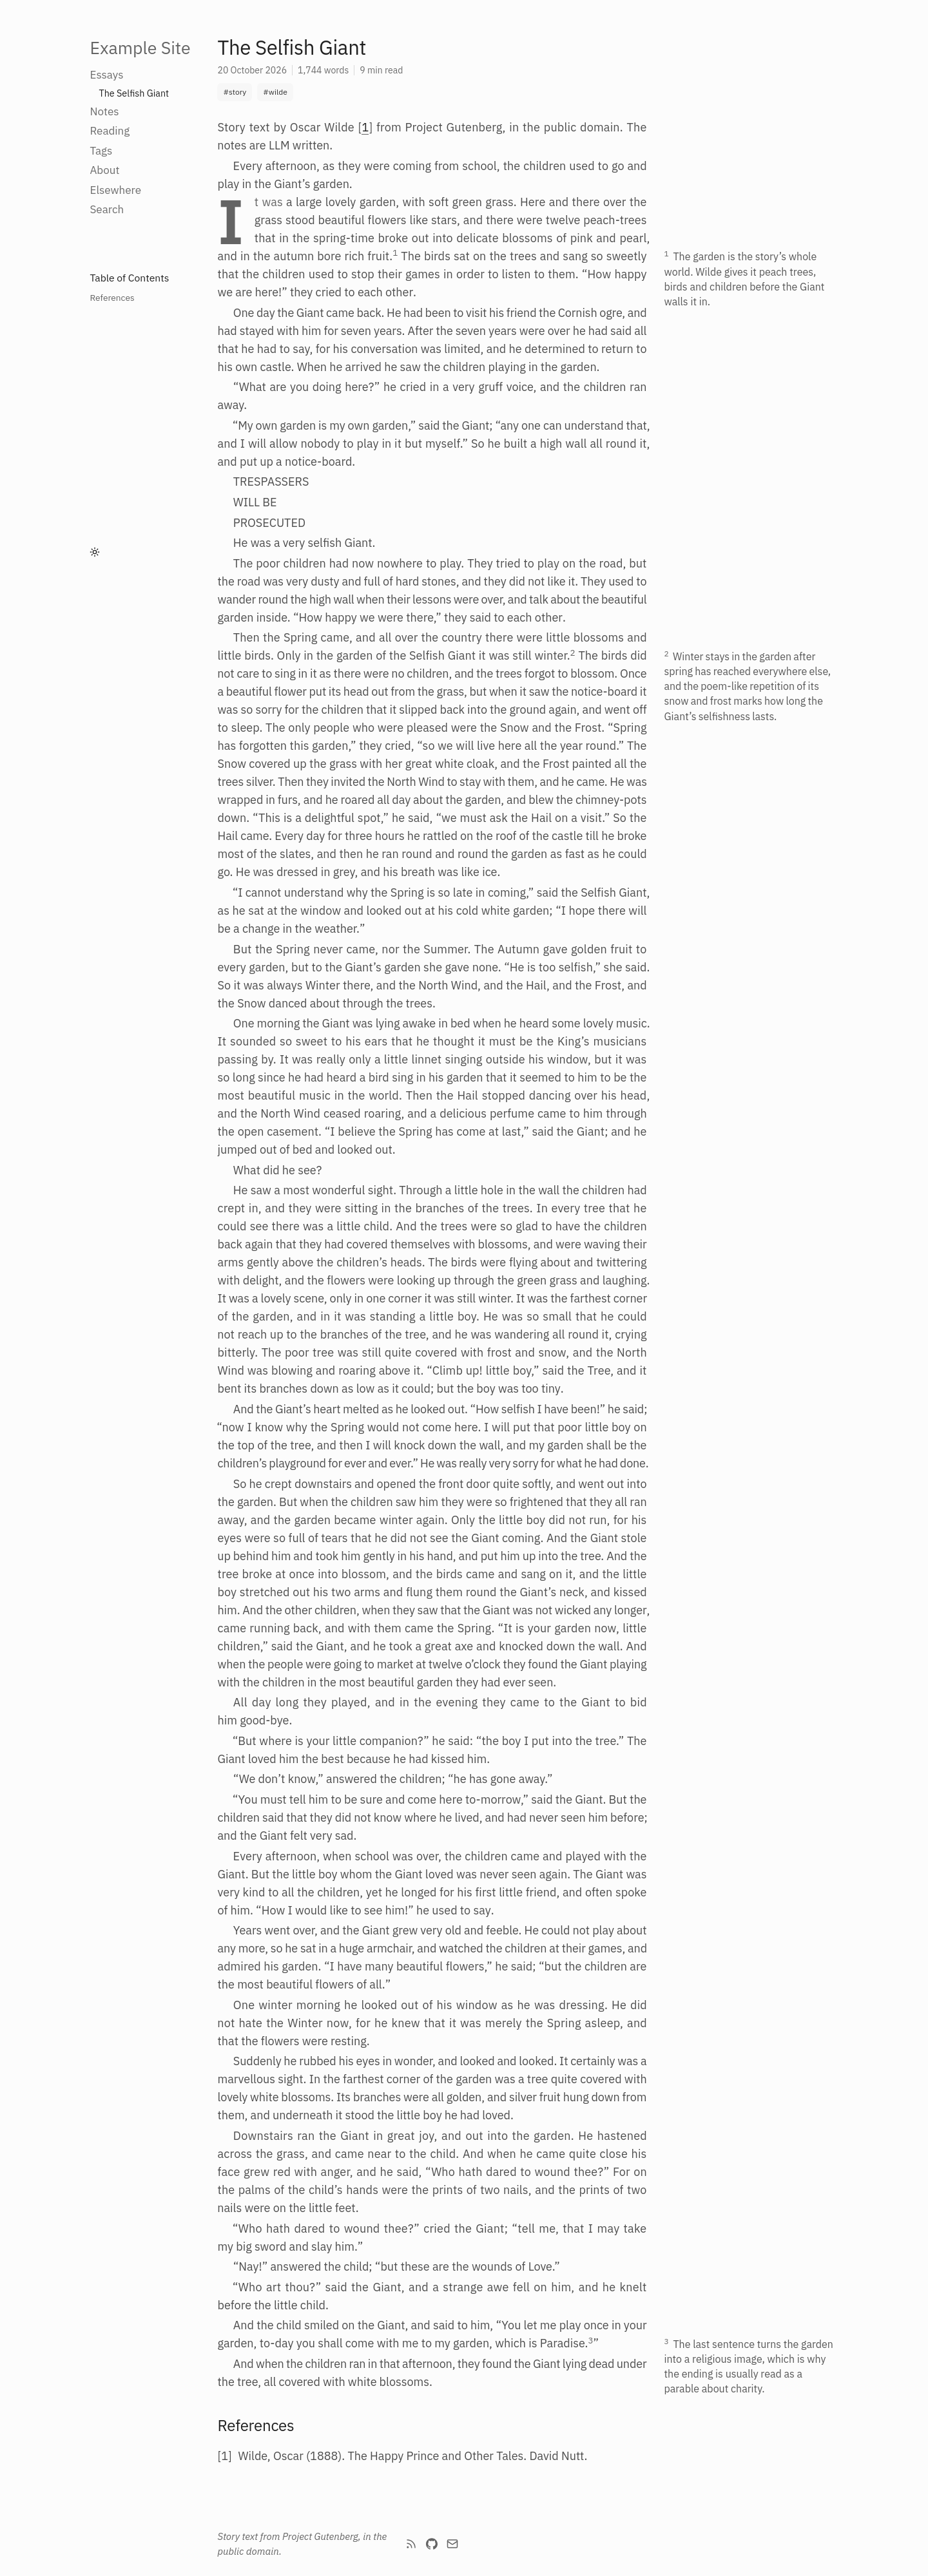 Example Site
Essays
The Selfish Giant
Notes
Reading
Tags
About
Elsewhere
Search
Table of Contents
References
The Selfish Giant
20 October 2026 | 1,744 words | 9 min read
#story #wilde
Story text by Oscar Wilde [1] from Project Gutenberg, in the public domain. The
notes are LLM written.
Every afternoon, as they were coming from school, the children used to go and
play in the Giant’s garden.
It was a large lovely garden, with soft green grass. Here and there over the
grass stood beautiful flowers like stars, and there were twelve peach-trees
that in the spring-time broke out into delicate blossoms of pink and pearl,
and in the autumn bore rich fruit.1 The birds sat on the trees and sang so sweetly
that the children used to stop their games in order to listen to them. “How happy
we are here!” they cried to each other.
1 The garden is the story’s whole
world. Wilde gives it peach trees,
birds and children before the Giant
walls it in.
One day the Giant came back. He had been to visit his friend the Cornish ogre, and
had stayed with him for seven years. After the seven years were over he had said all
that he had to say, for his conversation was limited, and he determined to return to
his own castle. When he arrived he saw the children playing in the garden.
“What are you doing here?” he cried in a very gruff voice, and the children ran
away.
“My own garden is my own garden,” said the Giant; “any one can understand that,
and I will allow nobody to play in it but myself.” So he built a high wall all round it,
and put up a notice-board.
TRESPASSERS
WILL BE
PROSECUTED
He was a very selfish Giant.
The poor children had now nowhere to play. They tried to play on the road, but
the road was very dusty and full of hard stones, and they did not like it. They used to
wander round the high wall when their lessons were over, and talk about the beautiful
garden inside. “How happy we were there,” they said to each other.
Then the Spring came, and all over the country there were little blossoms and
little birds. Only in the garden of the Selfish Giant it was still winter.2 The birds did
not care to sing in it as there were no children, and the trees forgot to blossom. Once
a beautiful flower put its head out from the grass, but when it saw the notice-board it
was so sorry for the children that it slipped back into the ground again, and went off
to sleep. The only people who were pleased were the Snow and the Frost. “Spring
has forgotten this garden,” they cried, “so we will live here all the year round.” The
Snow covered up the grass with her great white cloak, and the Frost painted all the
trees silver. Then they invited the North Wind to stay with them, and he came. He was
wrapped in furs, and he roared all day about the garden, and blew the chimney-pots
down. “This is a delightful spot,” he said, “we must ask the Hail on a visit.” So the
Hail came. Every day for three hours he rattled on the roof of the castle till he broke
most of the slates, and then he ran round and round the garden as fast as he could
go. He was dressed in grey, and his breath was like ice.
2 Winter stays in the garden after
spring has reached everywhere else,
and the poem-like repetition of its
snow and frost marks how long the
Giant’s selfishness lasts.
“I cannot understand why the Spring is so late in coming,” said the Selfish Giant,
as he sat at the window and looked out at his cold white garden; “I hope there will
be a change in the weather.”
But the Spring never came, nor the Summer. The Autumn gave golden fruit to
every garden, but to the Giant’s garden she gave none. “He is too selfish,” she said.
So it was always Winter there, and the North Wind, and the Hail, and the Frost, and
the Snow danced about through the trees.
One morning the Giant was lying awake in bed when he heard some lovely music.
It sounded so sweet to his ears that he thought it must be the King’s musicians
passing by. It was really only a little linnet singing outside his window, but it was
so long since he had heard a bird sing in his garden that it seemed to him to be the
most beautiful music in the world. Then the Hail stopped dancing over his head,
and the North Wind ceased roaring, and a delicious perfume came to him through
the open casement. “I believe the Spring has come at last,” said the Giant; and he
jumped out of bed and looked out.
What did he see?
He saw a most wonderful sight. Through a little hole in the wall the children had
crept in, and they were sitting in the branches of the trees. In every tree that he
could see there was a little child. And the trees were so glad to have the children
back again that they had covered themselves with blossoms, and were waving their
arms gently above the children’s heads. The birds were flying about and twittering
with delight, and the flowers were looking up through the green grass and laughing.
It was a lovely scene, only in one corner it was still winter. It was the farthest corner
of the garden, and in it was standing a little boy. He was so small that he could
not reach up to the branches of the tree, and he was wandering all round it, crying
bitterly. The poor tree was still quite covered with frost and snow, and the North
Wind was blowing and roaring above it. “Climb up! little boy,” said the Tree, and it
bent its branches down as low as it could; but the boy was too tiny.
And the Giant’s heart melted as he looked out. “How selfish I have been!” he said;
“now I know why the Spring would not come here. I will put that poor little boy on
the top of the tree, and then I will knock down the wall, and my garden shall be the
children’s playground for ever and ever.” He was really very sorry for what he had done.
So he crept downstairs and opened the front door quite softly, and went out into
the garden. But when the children saw him they were so frightened that they all ran
away, and the garden became winter again. Only the little boy did not run, for his
eyes were so full of tears that he did not see the Giant coming. And the Giant stole
up behind him and took him gently in his hand, and put him up into the tree. And the
tree broke at once into blossom, and the birds came and sang on it, and the little
boy stretched out his two arms and flung them round the Giant’s neck, and kissed
him. And the other children, when they saw that the Giant was not wicked any longer,
came running back, and with them came the Spring. “It is your garden now, little
children,” said the Giant, and he took a great axe and knocked down the wall. And
when the people were going to market at twelve o’clock they found the Giant playing
with the children in the most beautiful garden they had ever seen.
All day long they played, and in the evening they came to the Giant to bid
him good-bye.
“But where is your little companion?” he said: “the boy I put into the tree.” The
Giant loved him the best because he had kissed him.
“We don’t know,” answered the children; “he has gone away.”
“You must tell him to be sure and come here to-morrow,” said the Giant. But the
children said that they did not know where he lived, and had never seen him before;
and the Giant felt very sad.
Every afternoon, when school was over, the children came and played with the
Giant. But the little boy whom the Giant loved was never seen again. The Giant was
very kind to all the children, yet he longed for his first little friend, and often spoke
of him. “How I would like to see him!” he used to say.
Years went over, and the Giant grew very old and feeble. He could not play about
any more, so he sat in a huge armchair, and watched the children at their games, and
admired his garden. “I have many beautiful flowers,” he said; “but the children are
the most beautiful flowers of all.”
One winter morning he looked out of his window as he was dressing. He did
not hate the Winter now, for he knew that it was merely the Spring asleep, and
that the flowers were resting.
Suddenly he rubbed his eyes in wonder, and looked and looked. It certainly was a
marvellous sight. In the farthest corner of the garden was a tree quite covered with
lovely white blossoms. Its branches were all golden, and silver fruit hung down from
them, and underneath it stood the little boy he had loved.
Downstairs ran the Giant in great joy, and out into the garden. He hastened
across the grass, and came near to the child. And when he came quite close his
face grew red with anger, and he said, “Who hath dared to wound thee?” For on
the palms of the child’s hands were the prints of two nails, and the prints of two
nails were on the little feet.
“Who hath dared to wound thee?” cried the Giant; “tell me, that I may take
my big sword and slay him.”
“Nay!” answered the child; “but these are the wounds of Love.”
“Who art thou?” said the Giant, and a strange awe fell on him, and he knelt
before the little child.
And the child smiled on the Giant, and said to him, “You let me play once in your
garden, to-day you shall come with me to my garden, which is Paradise.3”
3 The last sentence turns the garden
into a religious image, which is why
the ending is usually read as a
parable about charity.
And when the children ran in that afternoon, they found the Giant lying dead under
the tree, all covered with white blossoms.
References
[1] Wilde, Oscar (1888). The Happy Prince and Other Tales. David Nutt.
Story text from Project Gutenberg, in the
public domain.